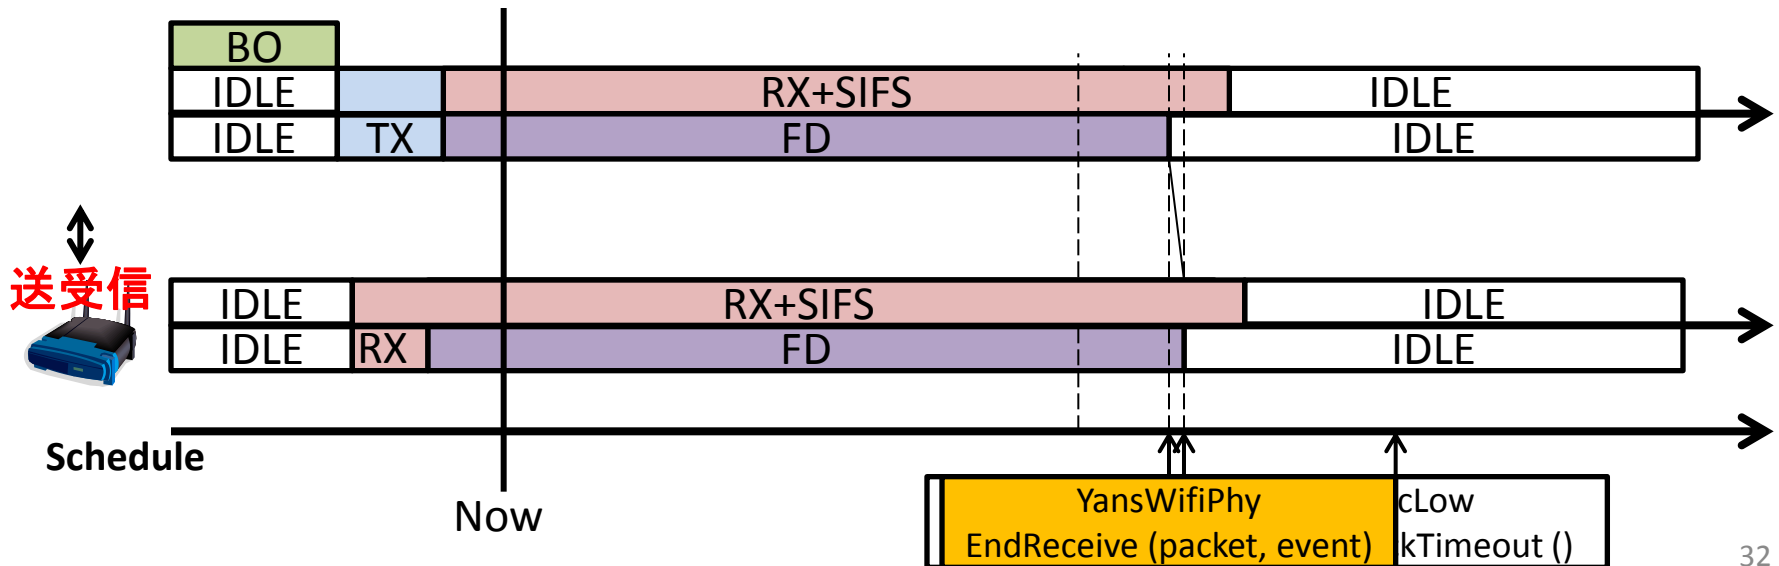 BO
IDLE
RX+SIFS
IDLE
IDLE
TX
FD
IDLE
送受信
IDLE
RX+SIFS
IDLE
IDLE
RX
FD
IDLE
Schedule
Now
YansWifiPhy
EndReceive (packet, event)
cLow
kTimeout ()
32